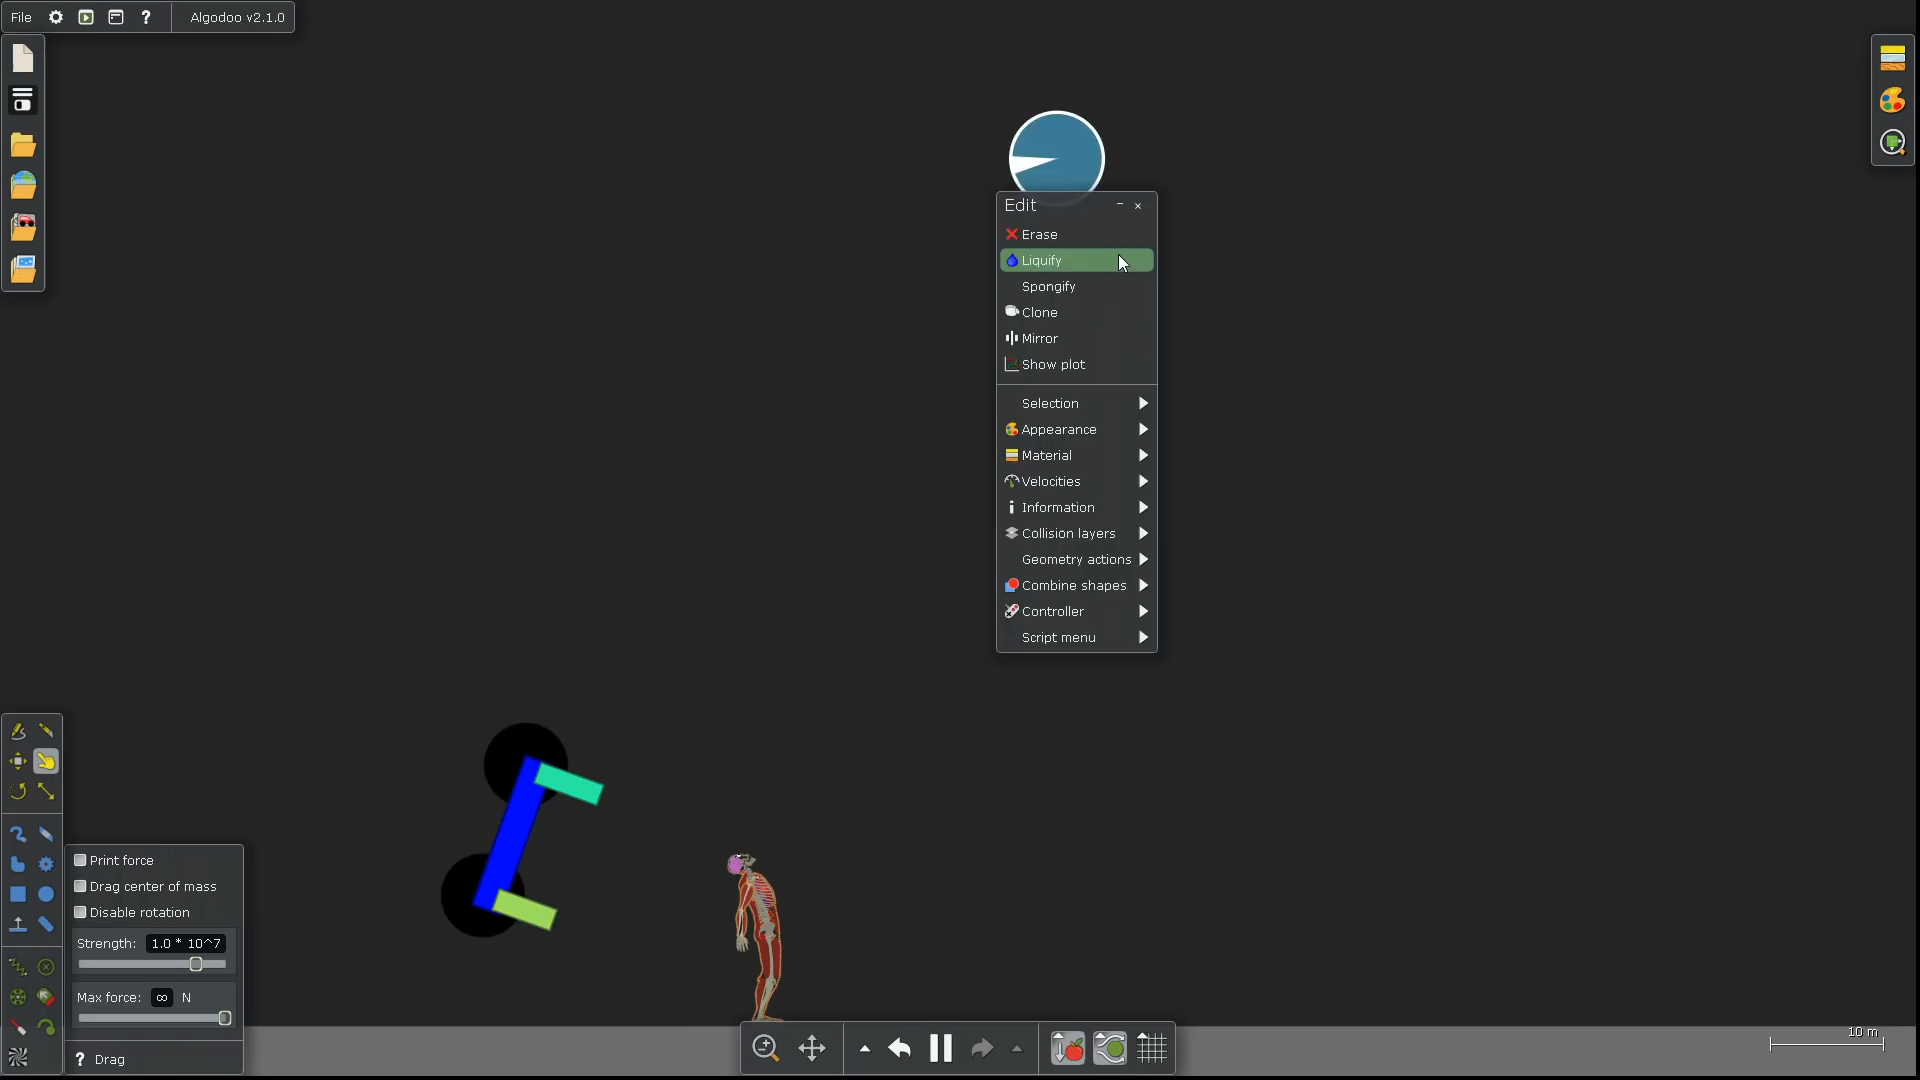 File
?
Algodoo v2.1.0
Edit
Erase
Liquify
Spongify
Clone
Mirror
Show plot
Selection
Appearance
Material
Velocities
Information
Collision layers
Geometry actions
Combine shapes
Controller
Script menu
Print force
Drag center of mass
Disable rotation
Strength: 1.0 * 10^7
Max force: ∞ N
? Drag
10 m